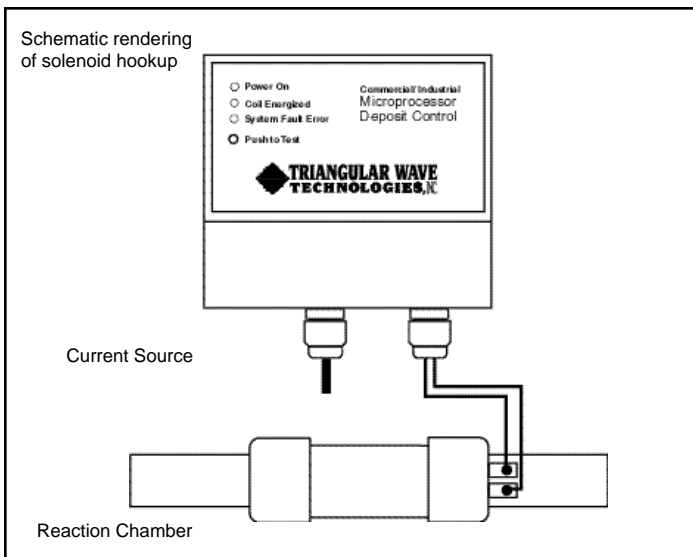 Schematic rendering
of solenoid hookup
Power On
Coil Energized
System Fault Error
Push to Test
Commercial/Industrial
Microprocessor
Deposit Control
TRIANGULAR WAVE
TECHNOLOGIES,
Current Source
Reaction Chamber